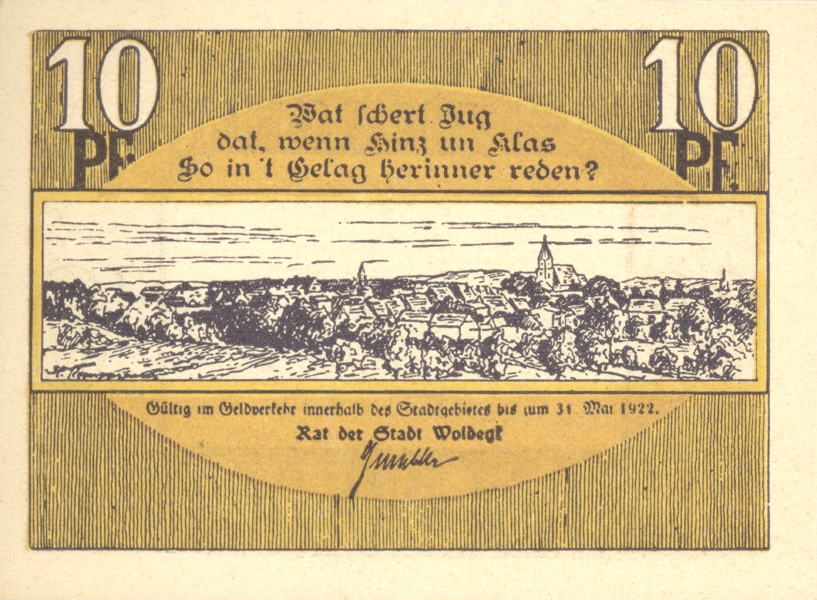 10 10
PF. PF.
Wat schert Jug
dat, wenn Hinz un Klas
So in 't Gelag herinner reden?
Gültig im Geldverkehr innerhalb des Stadtgebietes bis zum 31. Mai 1922.
Rat der Stadt Woldegk